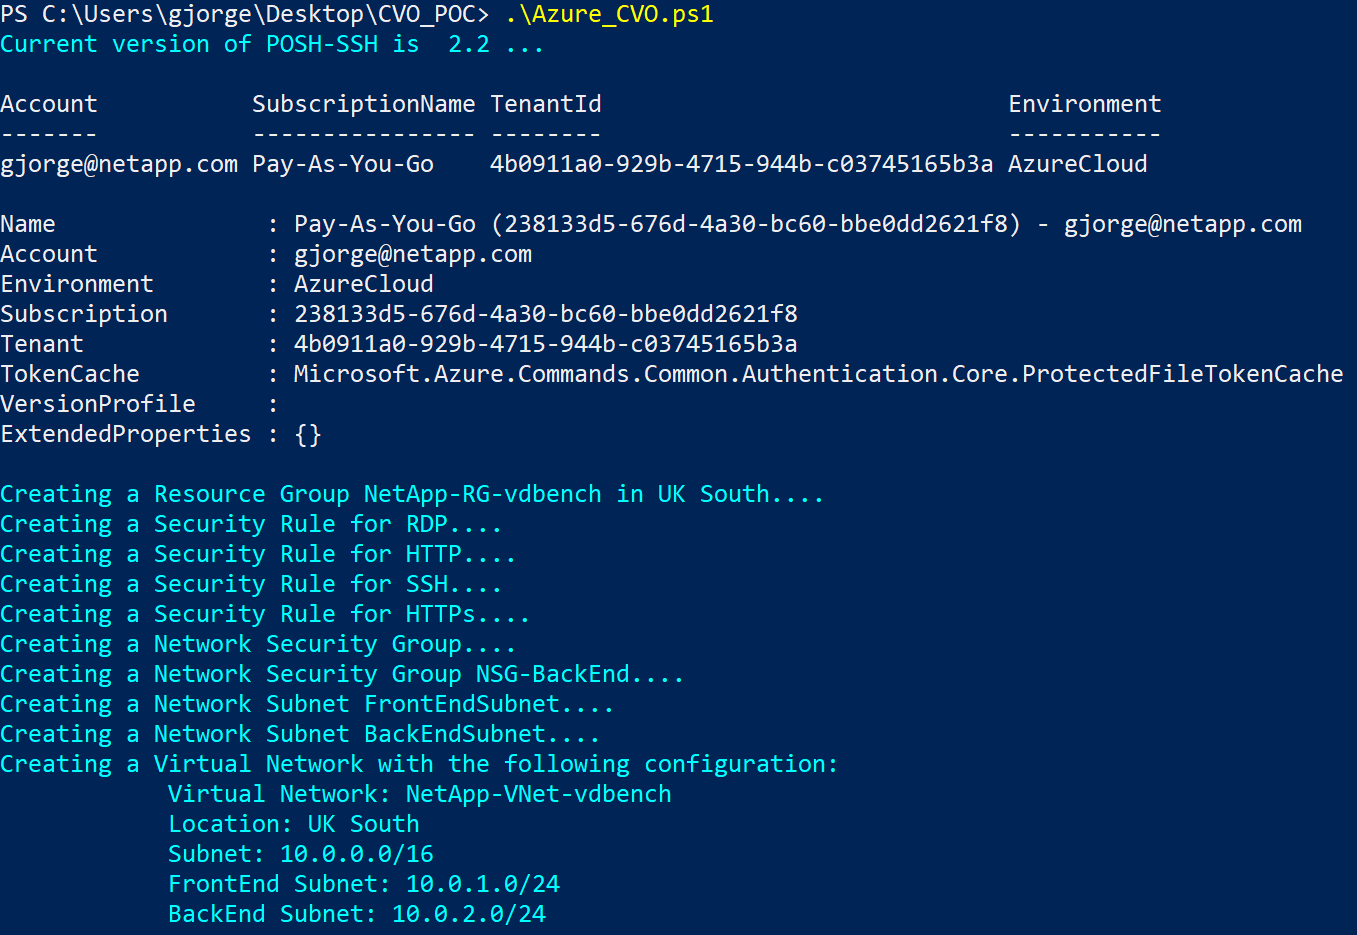 PS C:\Users\gjorge\Desktop\CVO_POC> .\Azure_CVO.ps1
Current version of POSH-SSH is  2.2 ...
Account           SubscriptionName TenantId                             Environment
-------           ---------------- --------                             -----------
gjorge@netapp.com Pay-As-You-Go    4b0911a0-929b-4715-944b-c03745165b3a AzureCloud
Name               : Pay-As-You-Go (238133d5-676d-4a30-bc60-bbe0dd2621f8) - gjorge@netapp.com
Account            : gjorge@netapp.com
Environment        : AzureCloud
Subscription       : 238133d5-676d-4a30-bc60-bbe0dd2621f8
Tenant             : 4b0911a0-929b-4715-944b-c03745165b3a
TokenCache         : Microsoft.Azure.Commands.Common.Authentication.Core.ProtectedFileTokenCache
VersionProfile     :
ExtendedProperties : {}
Creating a Resource Group NetApp-RG-vdbench in UK South....
Creating a Security Rule for RDP....
Creating a Security Rule for HTTP....
Creating a Security Rule for SSH....
Creating a Security Rule for HTTPs....
Creating a Network Security Group....
Creating a Network Security Group NSG-BackEnd....
Creating a Network Subnet FrontEndSubnet....
Creating a Network Subnet BackEndSubnet....
Creating a Virtual Network with the following configuration:
            Virtual Network: NetApp-VNet-vdbench
            Location: UK South
            Subnet: 10.0.0.0/16
            FrontEnd Subnet: 10.0.1.0/24
            BackEnd Subnet: 10.0.2.0/24